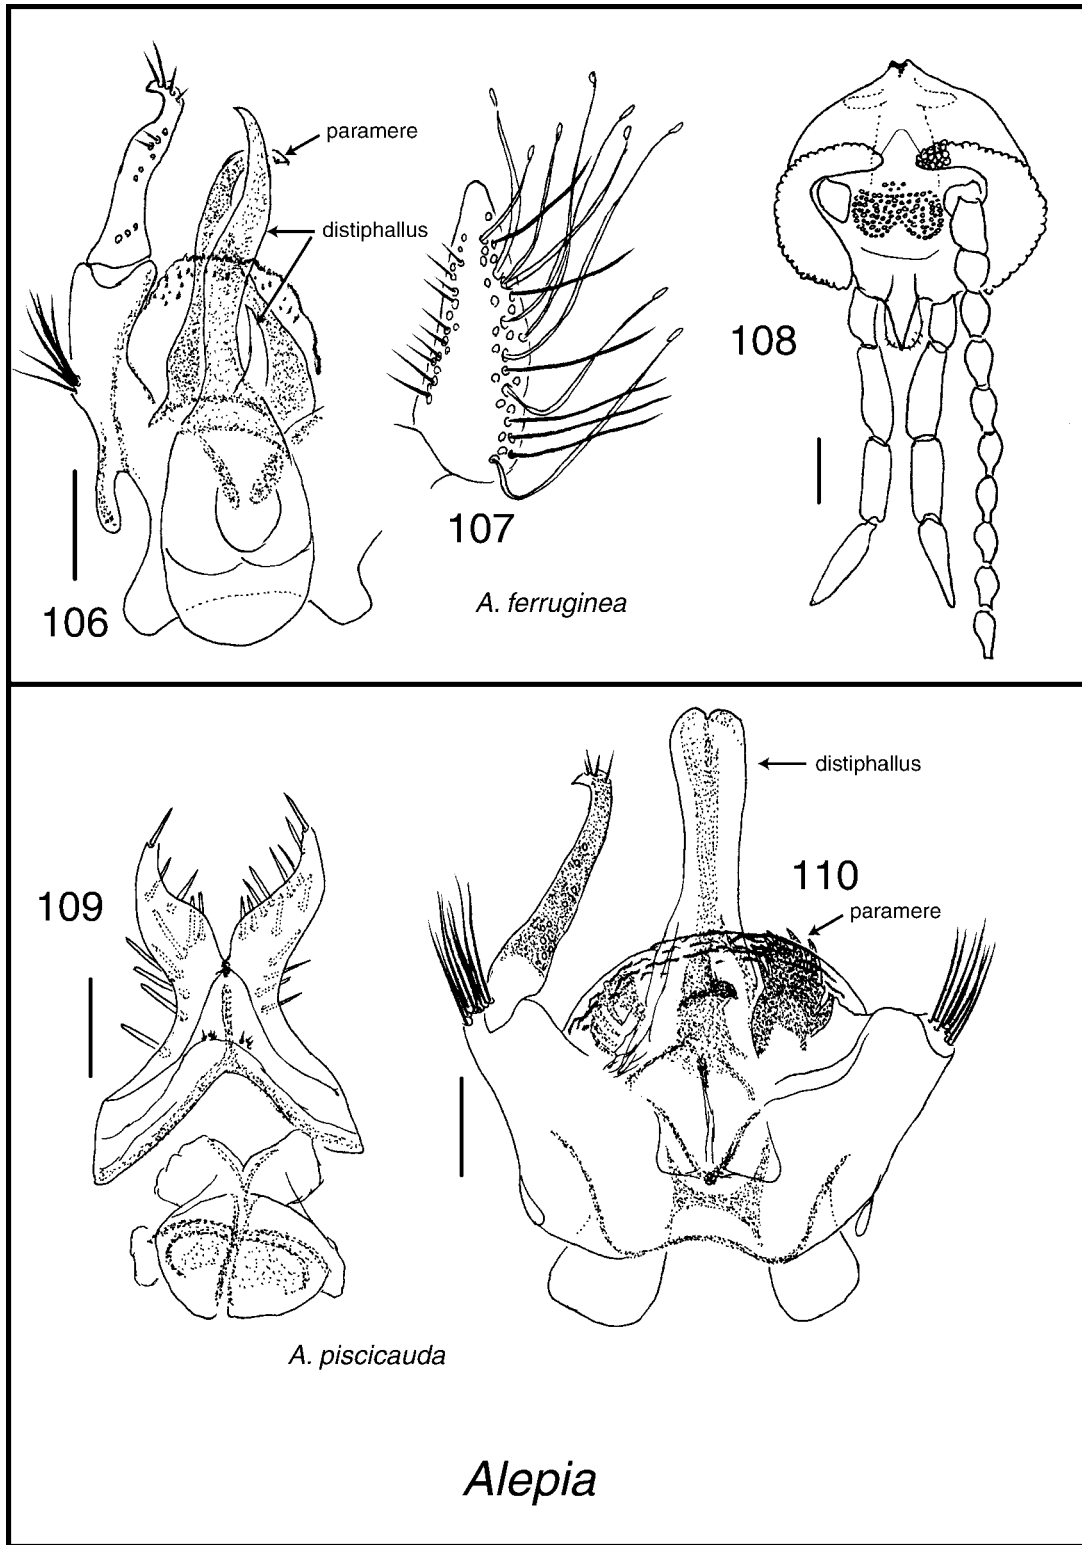 paramere
distiphallus
106
107
108
A. ferruginea
109
distiphallus
110
paramere
A. piscicauda
Alepia